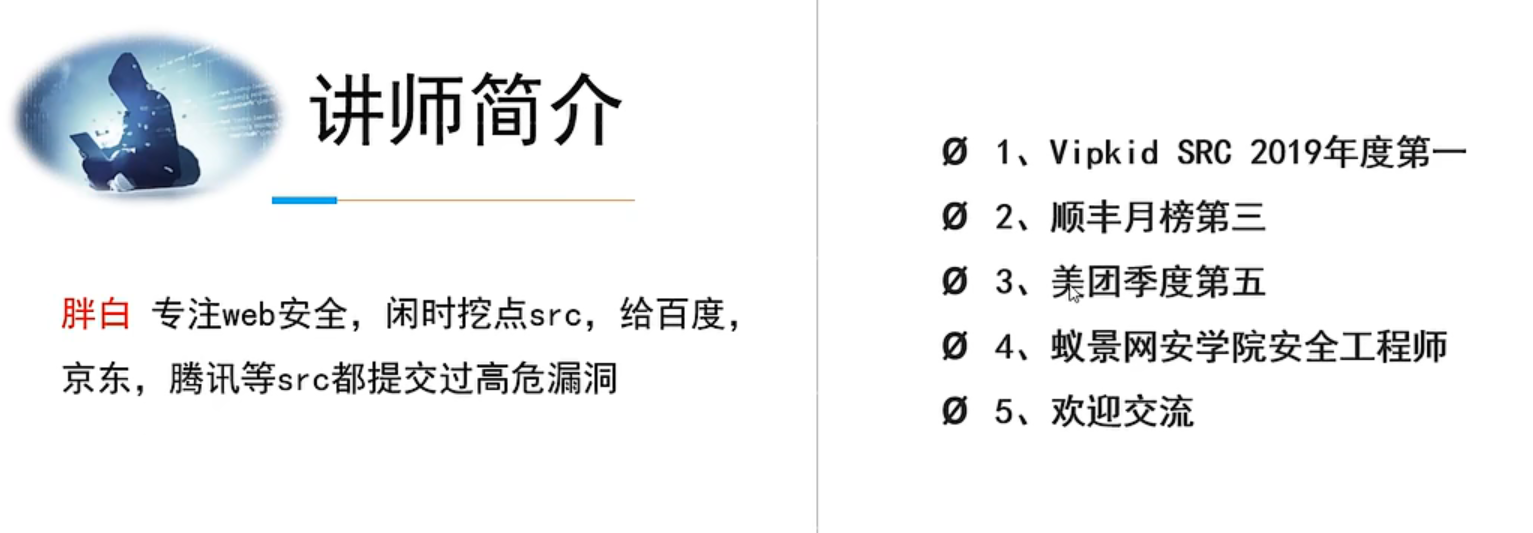 讲师简介
胖白 专注web安全，闲时挖点src，给百度，
京东，腾讯等src都提交过高危漏洞
Ø 1、Vipkid SRC 2019年度第一
Ø 2、顺丰月榜第三
Ø 3、美团季度第五
Ø 4、蚁景网安学院安全工程师
Ø 5、欢迎交流